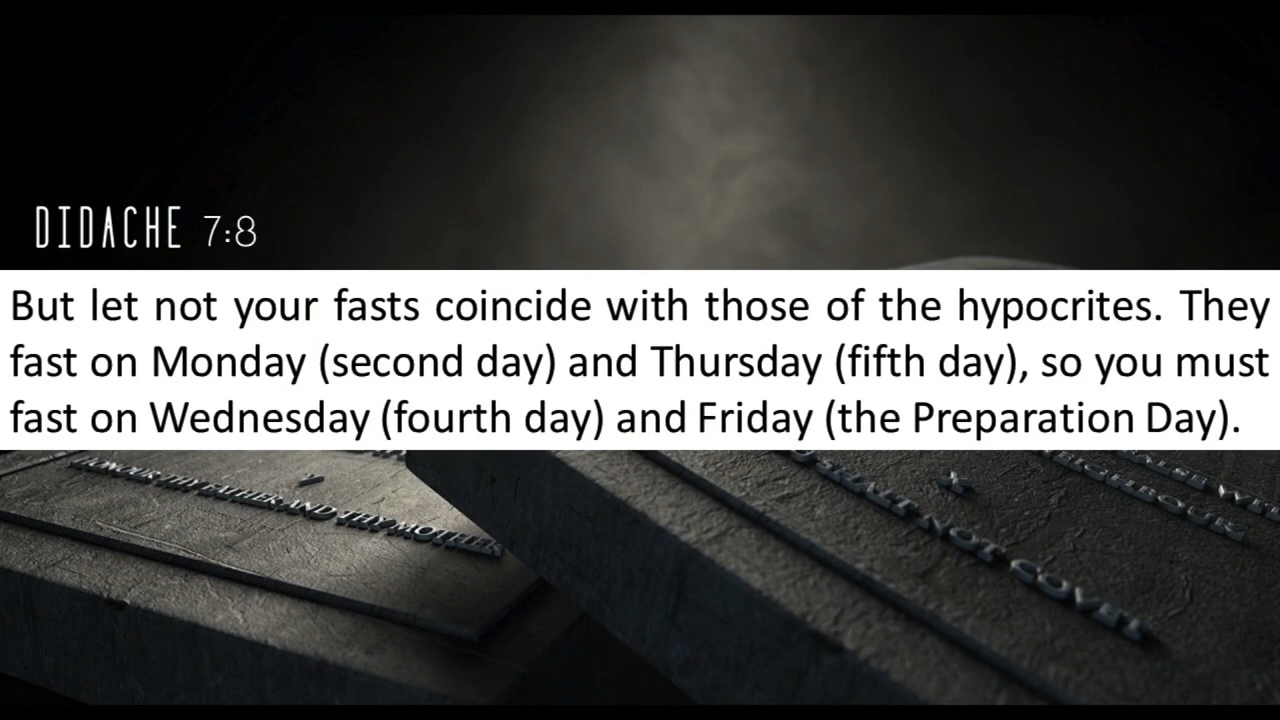 DIDACHE 7:8
But let not your fasts coincide with those of the hypocrites. They
fast on Monday (second day) and Thursday (fifth day), so you must
fast on Wednesday (fourth day) and Friday (the Preparation Day).
HONOUR THY FATHER AND THY MOTHER
X
NOT COVET
NEIGHBOUR